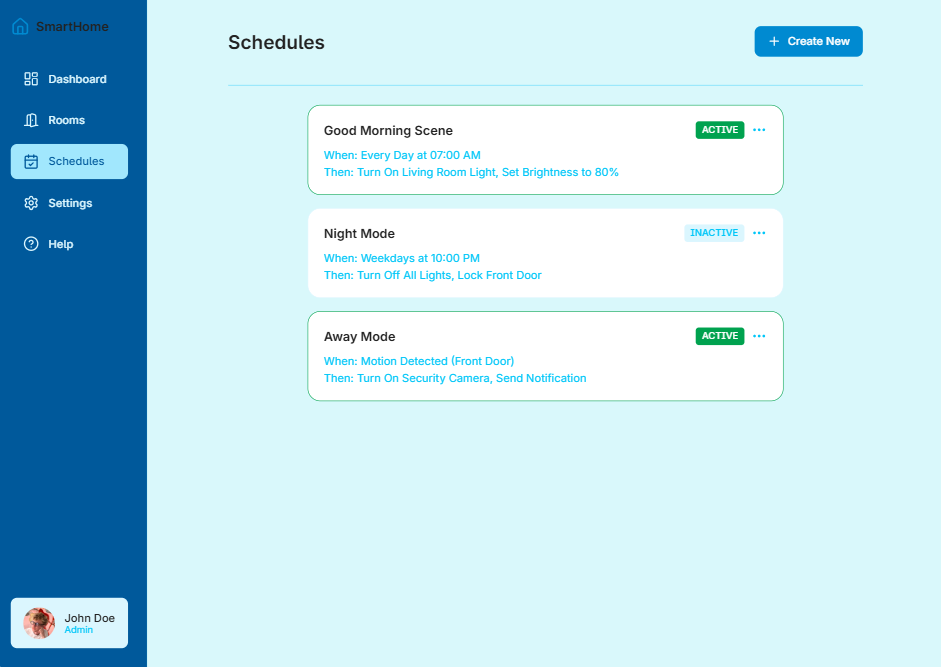 SmartHome
Dashboard
Rooms
Schedules
Settings
Help
John Doe
Admin
Schedules
+ Create New
Good Morning Scene
ACTIVE
When: Every Day at 07:00 AM
Then: Turn On Living Room Light, Set Brightness to 80%
Night Mode
INACTIVE
When: Weekdays at 10:00 PM
Then: Turn Off All Lights, Lock Front Door
Away Mode
ACTIVE
When: Motion Detected (Front Door)
Then: Turn On Security Camera, Send Notification